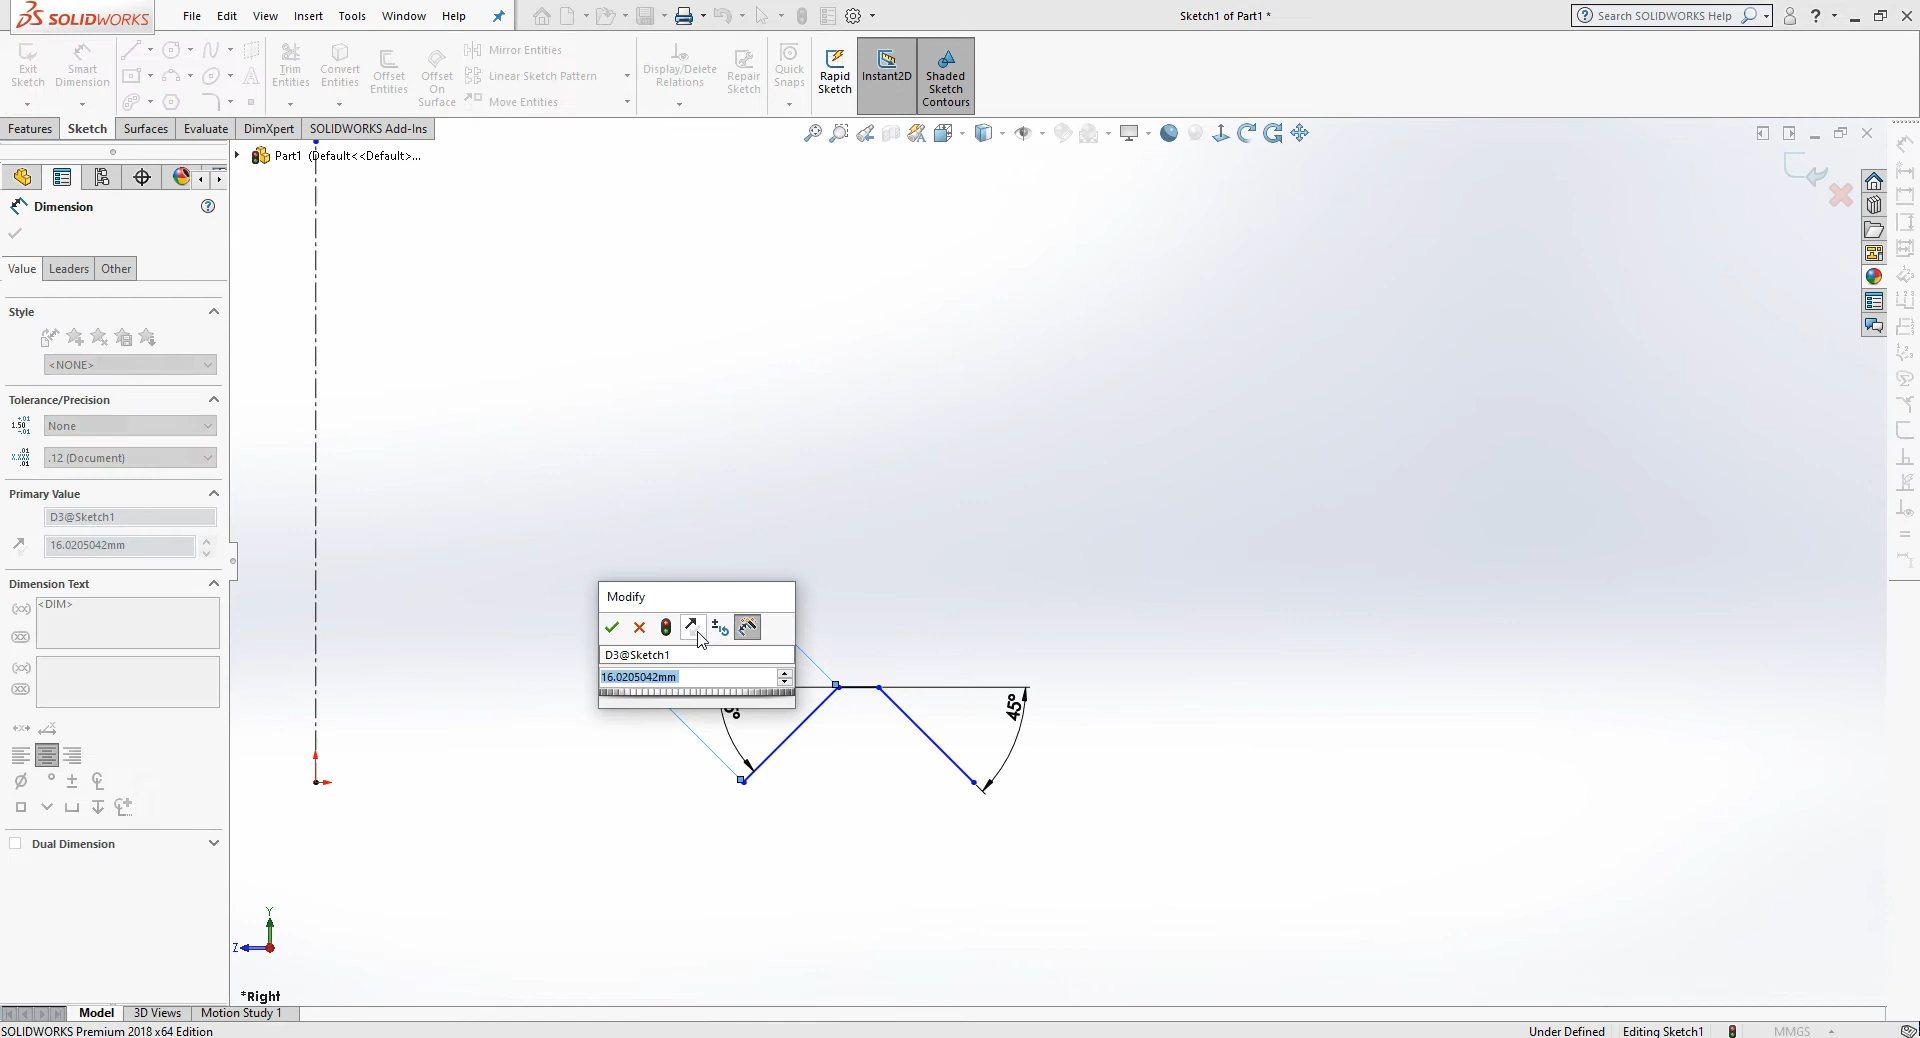 SOLIDWORKS
File Edit View Insert Tools Window Help
Sketch1 of Part1 *
Search SOLIDWORKS Help
Exit Sketch
Smart Dimension
Trim Entities
Convert Entities
Offset Entities
Offset On Surface
Mirror Entities
Linear Sketch Pattern
Move Entities
Display/Delete Relations
Repair Sketch
Quick Snaps
Rapid Sketch
Instant2D
Shaded Sketch Contours
Features Sketch Surfaces Evaluate DimXpert SOLIDWORKS Add-Ins
Part1 (Default<<Default>...
Dimension
Value Leaders Other
Style
<NONE>
Tolerance/Precision
None
.12 (Document)
Primary Value
D3@Sketch1
16.0205042mm
Dimension Text
<DIM>
Dual Dimension
Modify
D3@Sketch1
16.0205042mm
45°
Y
Z
*Right
Model 3D Views Motion Study 1
SOLIDWORKS Premium 2018 x64 Edition
Under Defined Editing Sketch1 MMGS